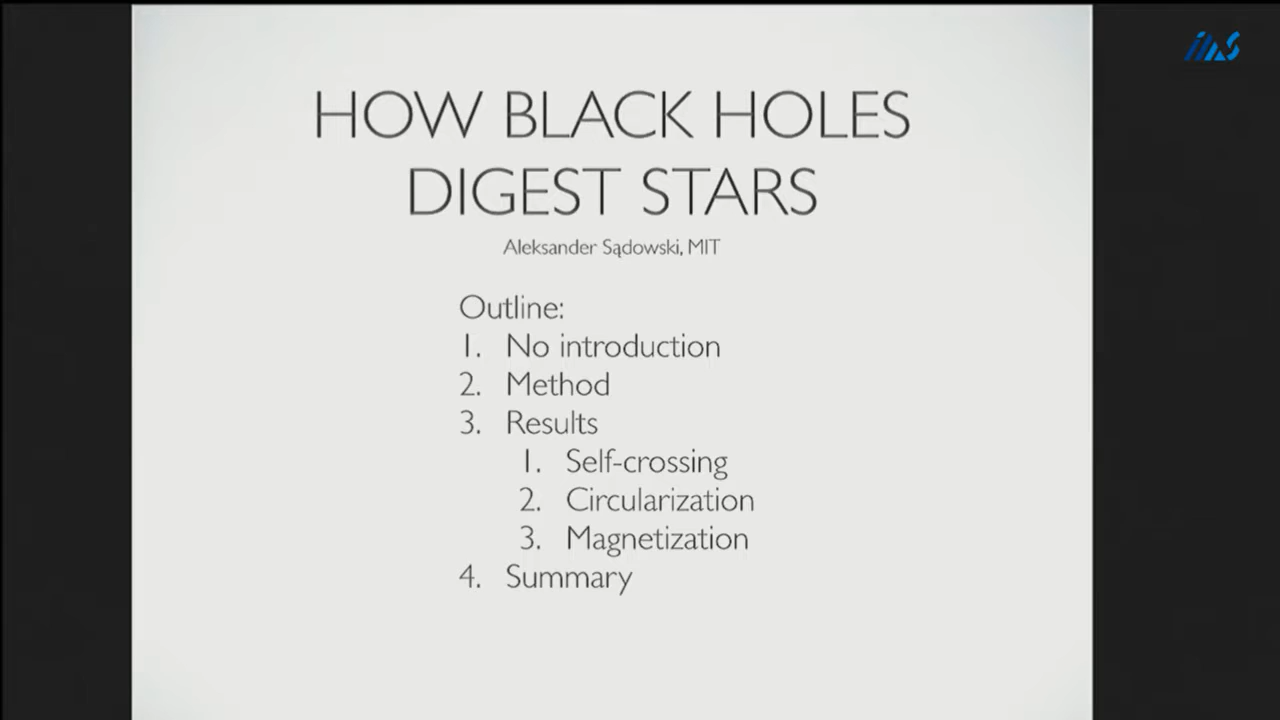 HOW BLACK HOLES
DIGEST STARS
Aleksander Sądowski, MIT
Outline:
1. No introduction
2. Method
3. Results
1. Self-crossing
2. Circularization
3. Magnetization
4. Summary